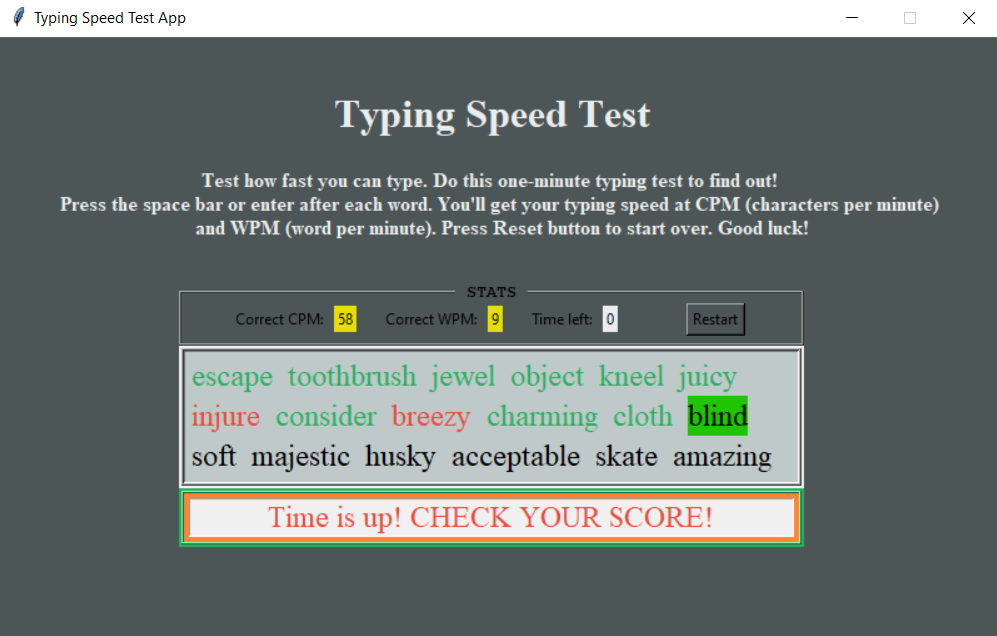 Typing Speed Test App
Typing Speed Test
Test how fast you can type. Do this one-minute typing test to find out!
Press the space bar or enter after each word. You'll get your typing speed at CPM (characters per minute)
and WPM (word per minute). Press Reset button to start over. Good luck!
STATS
Correct CPM: 58 Correct WPM: 9 Time left: 0 Restart
escape toothbrush jewel object kneel juicy
injure consider breezy charming cloth blind
soft majestic husky acceptable skate amazing
Time is up! CHECK YOUR SCORE!